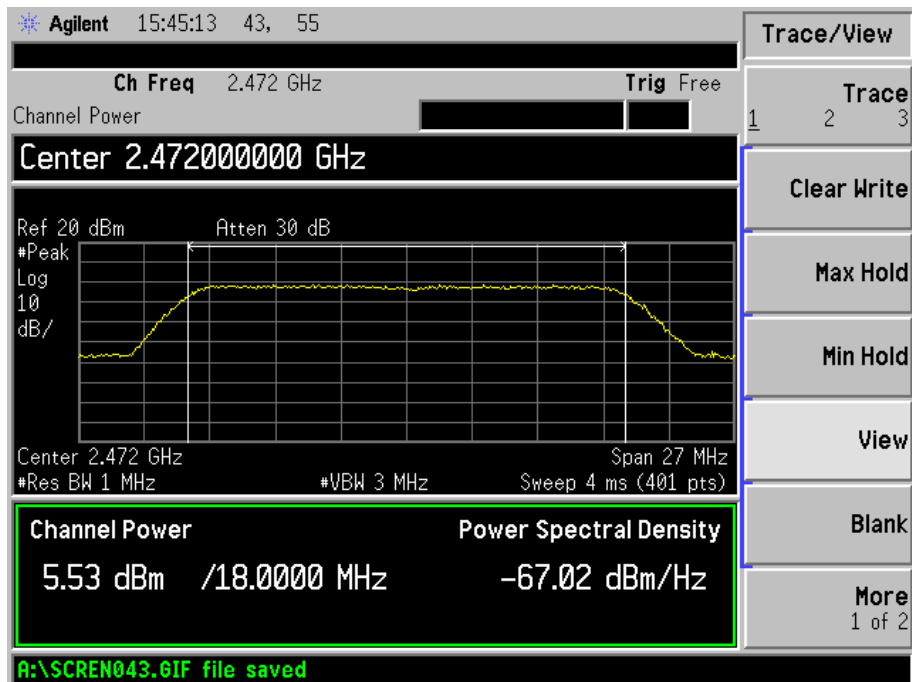 Agilent 15:45:13 43, 55
Trace/View
Ch Freq 2.472 GHz Trig Free
Channel Power
Trace
1 2 3
Center 2.472000000 GHz
Clear Write
Ref 20 dBm Atten 30 dB
#Peak
Log
10
dB/
Max Hold
Min Hold
View
Center 2.472 GHz Span 27 MHz
#Res BW 1 MHz #VBW 3 MHz Sweep 4 ms (401 pts)
Channel Power Power Spectral Density
5.53 dBm /18.0000 MHz -67.02 dBm/Hz
Blank
More
1 of 2
A:\SCREN043.GIF file saved